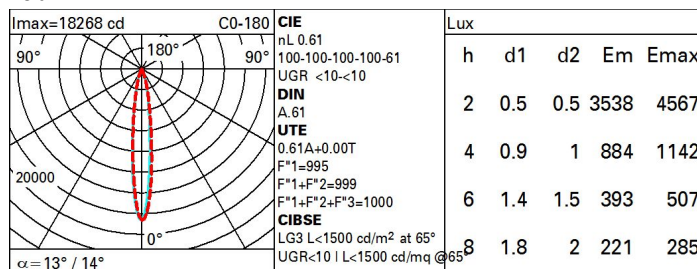 Imax=18268 cd C0-180
90° 180° 90°
20000
0°
α=13° / 14°
CIE
nL 0.61
100-100-100-100-61
UGR <10-<10
DIN
A.61
UTE
0.61A+0.00T
F"1=995
F"1+F"2=999
F"1+F"2+F"3=1000
CIBSE
LG3 L<1500 cd/m² at 65°
UGR<10 | L<1500 cd/mq @65°
Lux
h d1 d2 Em Emax
2 0.5 0.5 3538 4567
4 0.9 1 884 1142
6 1.4 1.5 393 507
8 1.8 2 221 285